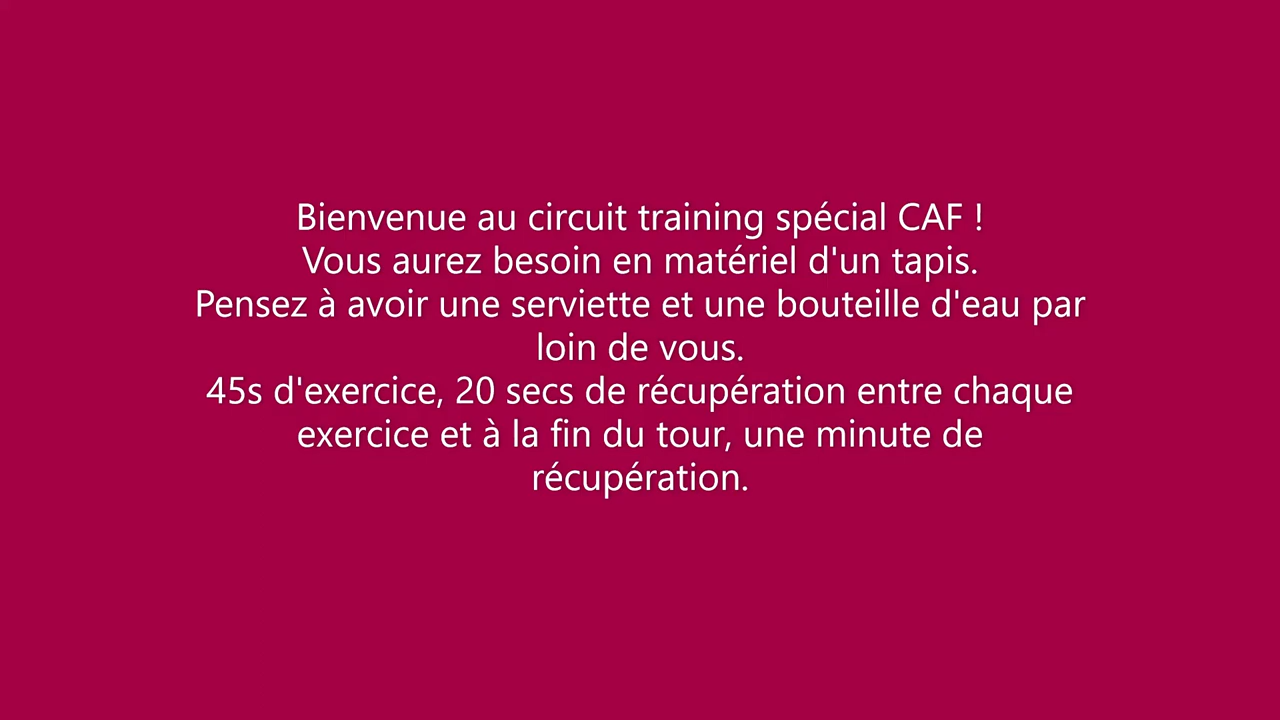 Bienvenue au circuit training spécial CAF !
Vous aurez besoin en matériel d'un tapis.
Pensez à avoir une serviette et une bouteille d'eau par
loin de vous.
45s d'exercice, 20 secs de récupération entre chaque
exercice et à la fin du tour, une minute de
récupération.